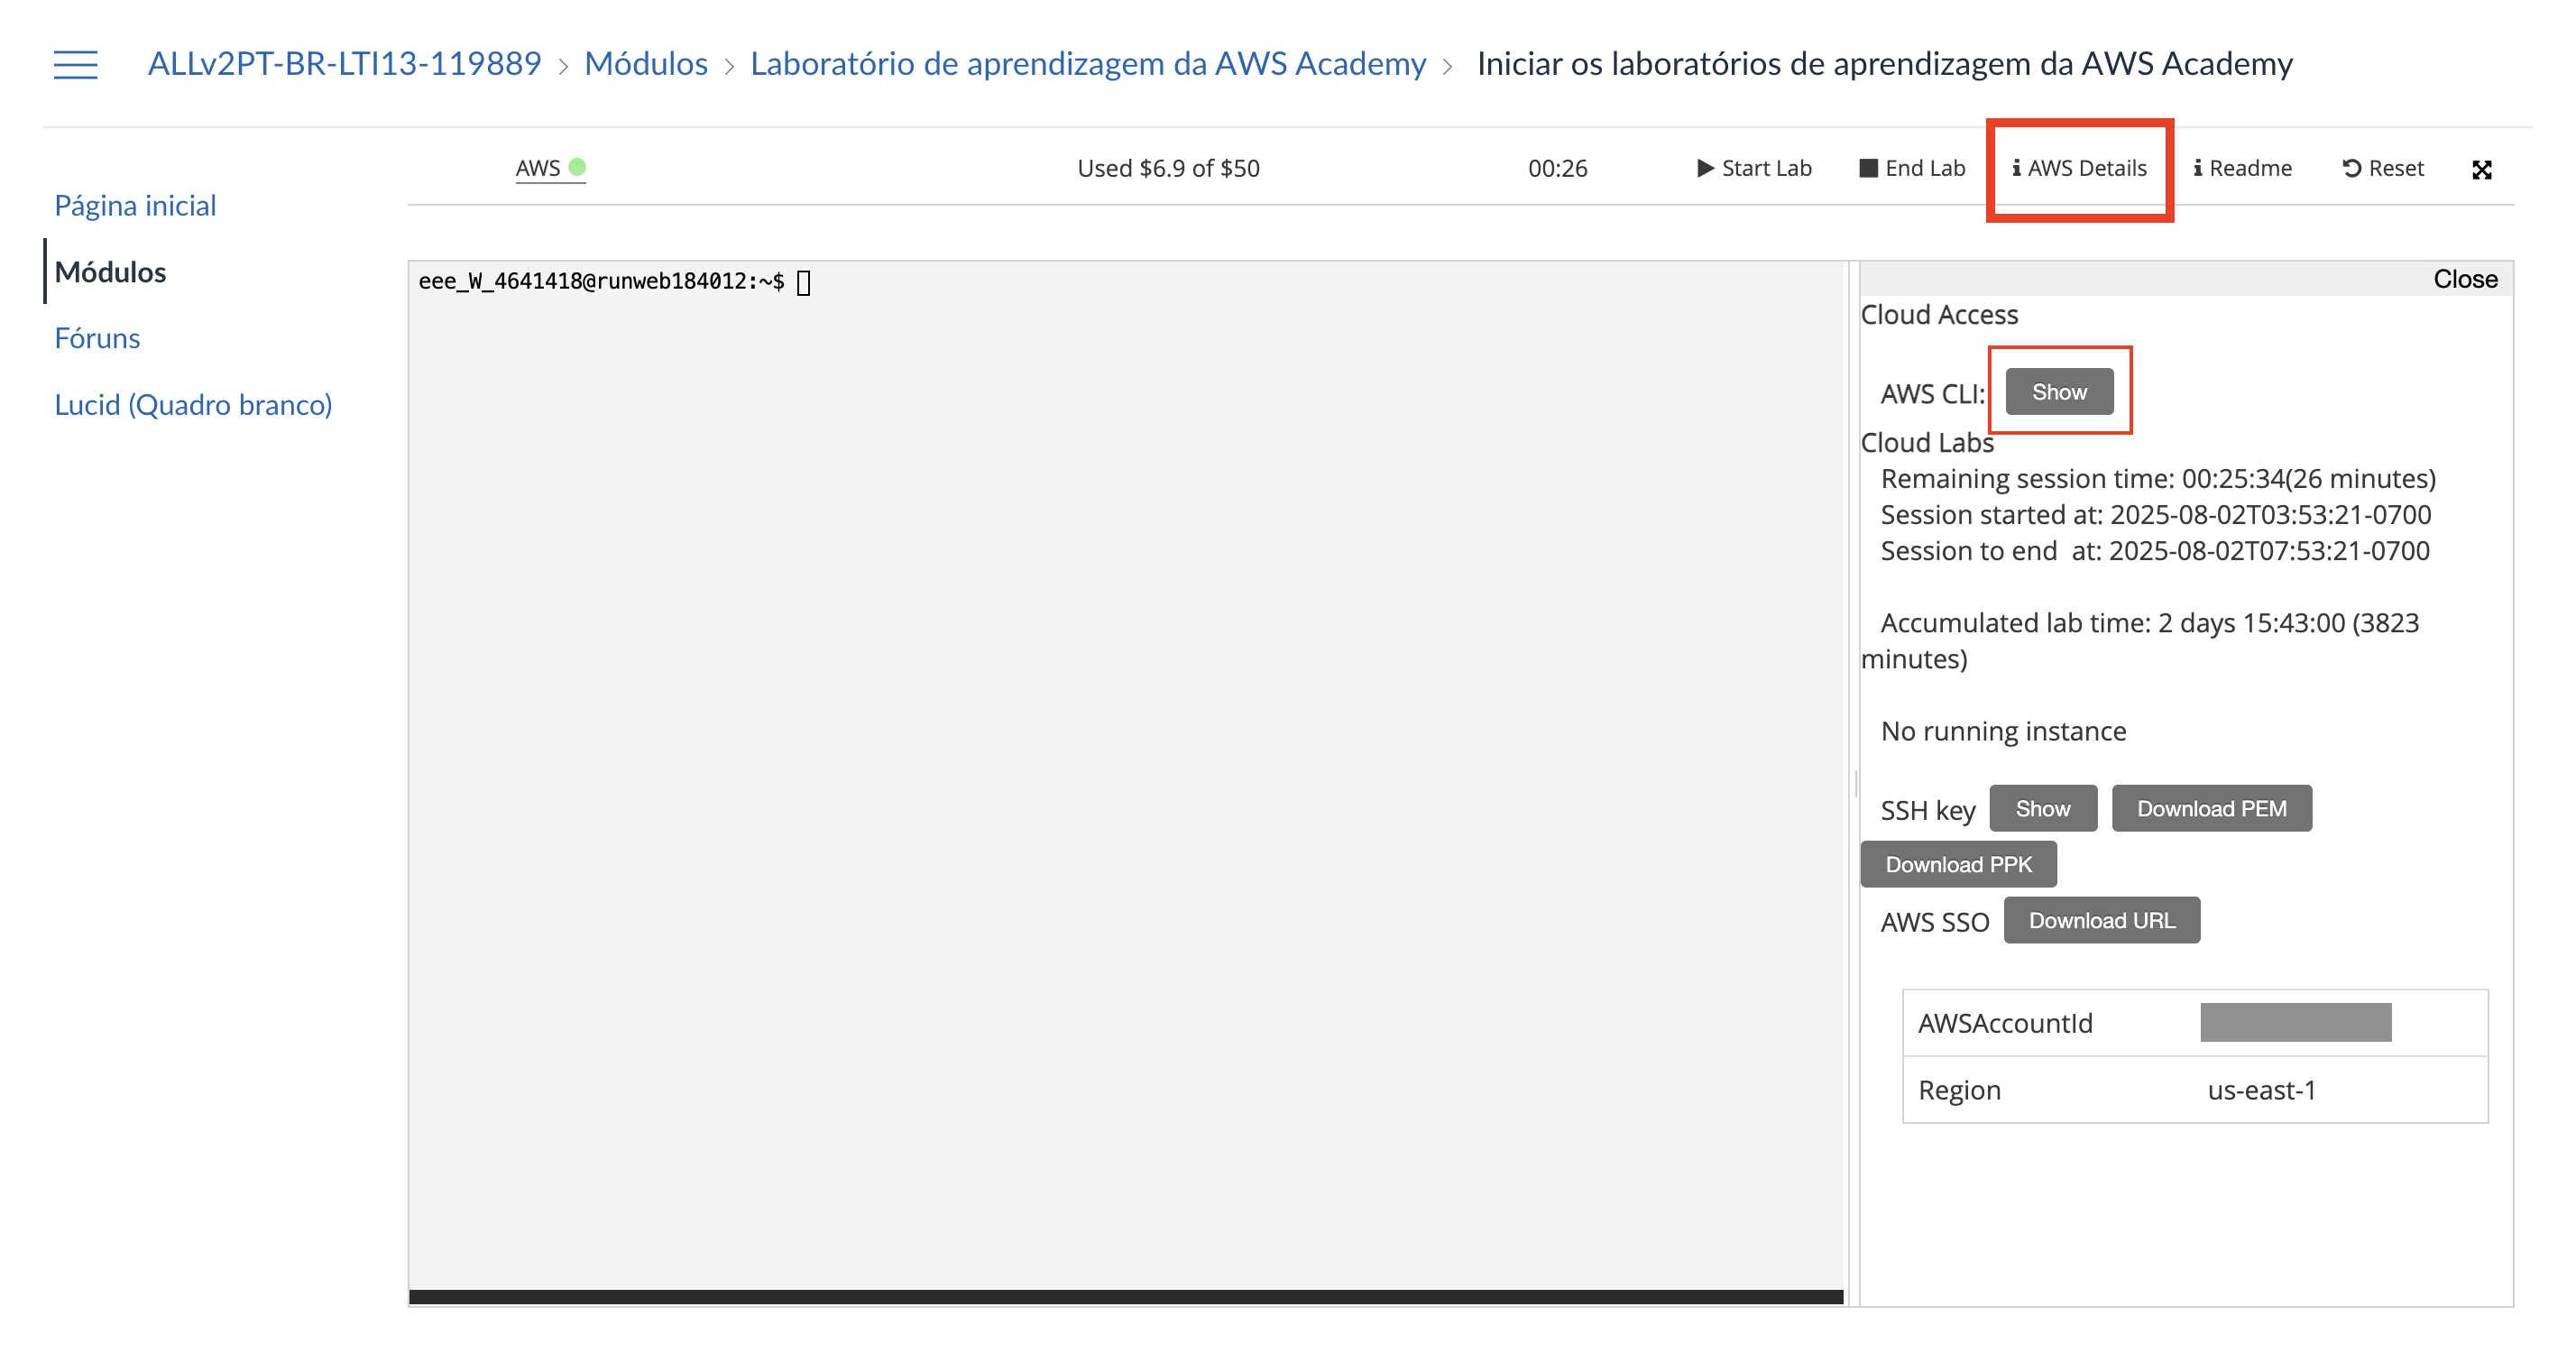 ALLv2PT-BR-LTI13-119889 > Módulos > Laboratório de aprendizagem da AWS Academy > Iniciar os laboratórios de aprendizagem da AWS Academy
AWS Used $6.9 of $50 00:26 Start Lab End Lab AWS Details Readme Reset
Página inicial
Módulos
Fóruns
Lucid (Quadro branco)
eee_W_4641418@runweb184012:~$
Close
Cloud Access
AWS CLI: Show
Cloud Labs
Remaining session time: 00:25:34(26 minutes)
Session started at: 2025-08-02T03:53:21-0700
Session to end at: 2025-08-02T07:53:21-0700
Accumulated lab time: 2 days 15:43:00 (3823
minutes)
No running instance
SSH key Show Download PEM
Download PPK
AWS SSO Download URL
AWSAccountId
Region us-east-1